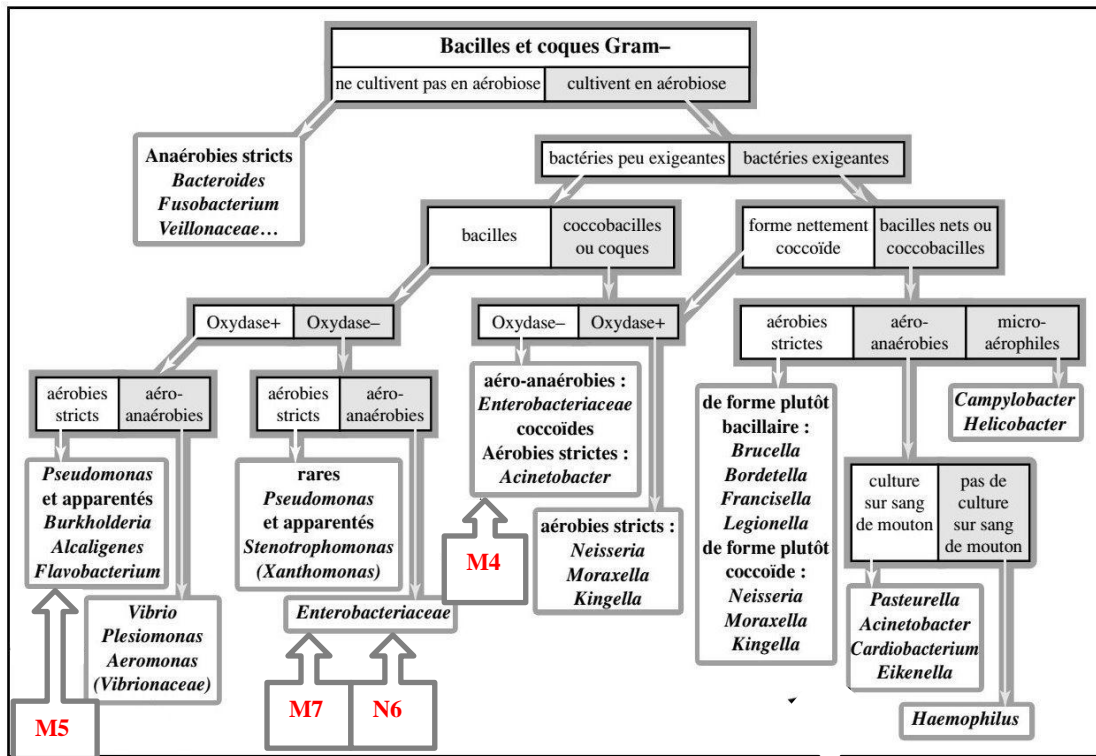 Bacilles et coques Gram–
ne cultivent pas en aérobiose
cultivent en aérobiose
Anaérobies stricts
Bacteroides
Fusobacterium
Veillonaceae…
bactéries peu exigeantes
bactéries exigeantes
bacilles
coccobacilles
ou coques
forme nettement
coccoïde
bacilles nets ou
coccobacilles
Oxydase+
Oxydase–
Oxydase–
Oxydase+
aérobies
strictes
aéro-
anaérobies
micro-
aérophiles
aérobies
stricts
aéro-
anaérobies
aérobies
stricts
aéro-
anaérobies
aéro-anaérobies :
Enterobacteriaceae
coccoïdes
Aérobies strictes :
Acinetobacter
de forme plutôt
bacillaire :
Brucella
Bordetella
Francisella
Legionella
de forme plutôt
coccoïde :
Neisseria
Moraxella
Kingella
Campylobacter
Helicobacter
Pseudomonas
et apparentés
Burkholderia
Alcaligenes
Flavobacterium
rares
Pseudomonas
et apparentés
Stenotrophomonas
(Xanthomonas)
culture
sur sang
de mouton
pas de
culture
sur sang
de mouton
M4
aérobies stricts :
Neisseria
Moraxella
Kingella
Vibrio
Plesiomonas
Aeromonas
(Vibrionaceae)
Enterobacteriaceae
Pasteurella
Acinetobacter
Cardiobacterium
Eikenella
M5
M7
N6
Haemophilus